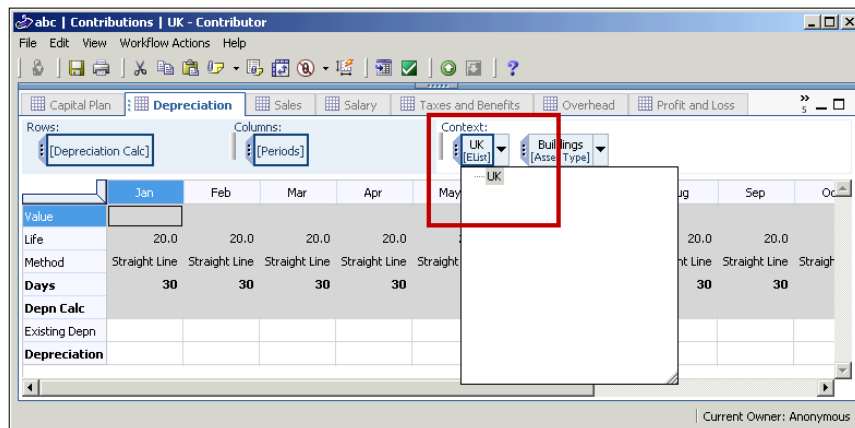 abc | Contributions | UK - Contributor
File Edit View Workflow Actions Help
Capital Plan Depreciation Sales Salary Taxes and Benefits Overhead Profit and Loss 5
Rows: Columns: Context:
[Depreciation Calc] [Periods] UK [EList] Buildings [Asset Type]
UK
Jan Feb Mar Apr May Sep
Value
Life 20.0 20.0 20.0 20.0 20.0 20.0
Method Straight Line Straight Line Straight Line Straight Line Straight Line
Days 30 30 30 30 30 30
Depn Calc
Existing Depn
Depreciation
Current Owner: Anonymous